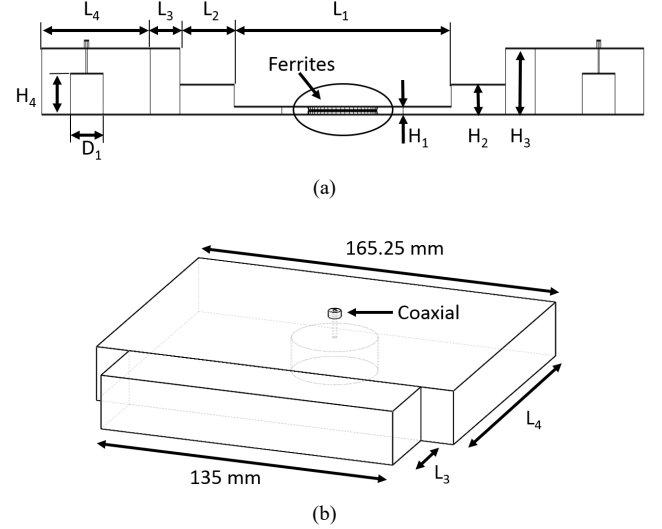 L₄ L₃ L₂ L₁
Ferrites
H₄
D₁
H₁ H₂ H₃
(a)
165.25 mm
Coaxial
L₄
L₃
135 mm
(b)